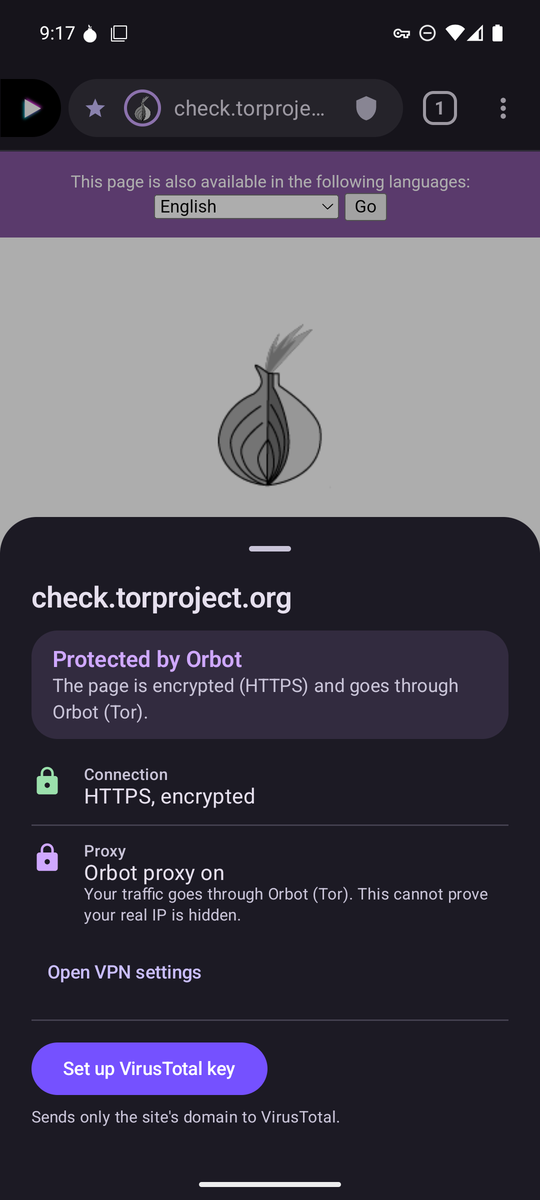 9:17
check.torproje...
1
This page is also available in the following languages:
English
Go
check.torproject.org
Protected by Orbot
The page is encrypted (HTTPS) and goes through
Orbot (Tor).
Connection
HTTPS, encrypted
Proxy
Orbot proxy on
Your traffic goes through Orbot (Tor). This cannot prove
your real IP is hidden.
Open VPN settings
Set up VirusTotal key
Sends only the site's domain to VirusTotal.